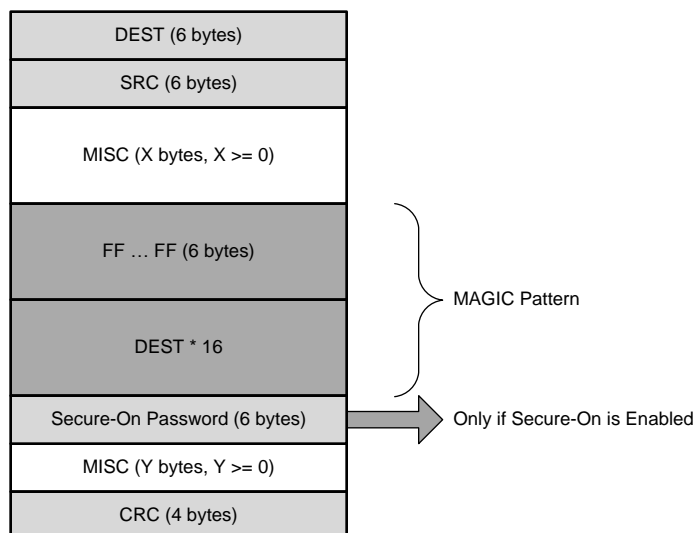 DEST (6 bytes)
SRC (6 bytes)
MISC (X bytes, X >= 0)
FF … FF (6 bytes)
MAGIC Pattern
DEST * 16
Secure-On Password (6 bytes)
Only if Secure-On is Enabled
MISC (Y bytes, Y >= 0)
CRC (4 bytes)